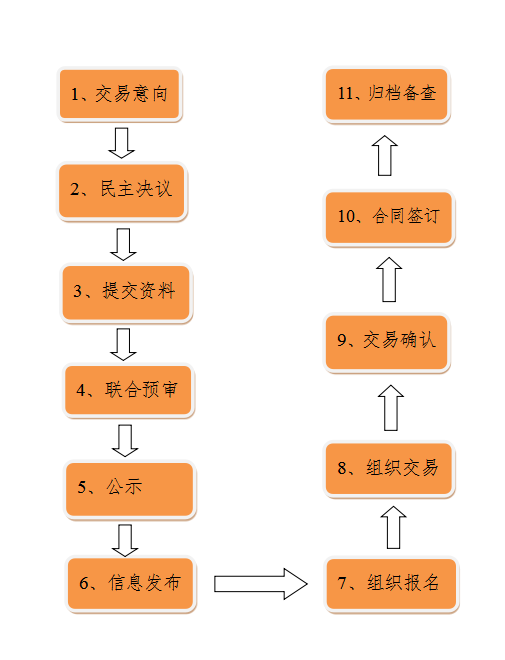 1、交易意向
2、民主决议
3、提交资料
4、联合预审
5、公示
6、信息发布
7、组织报名
8、组织交易
9、交易确认
10、合同签订
11、归档备查